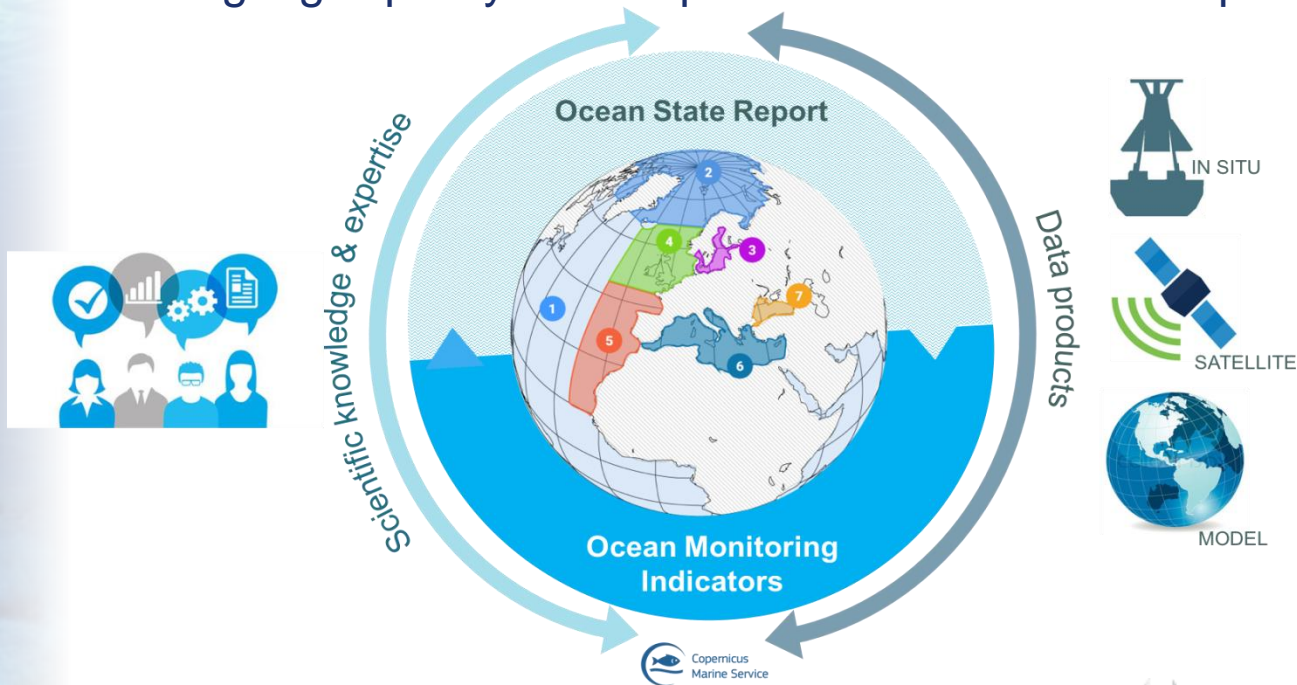 Ocean State Report
Scientific knowledge & expertise
Data products
IN SITU
SATELLITE
MODEL
2
4
3
1
7
5
6
Ocean Monitoring
Indicators
Copernicus
Marine Service